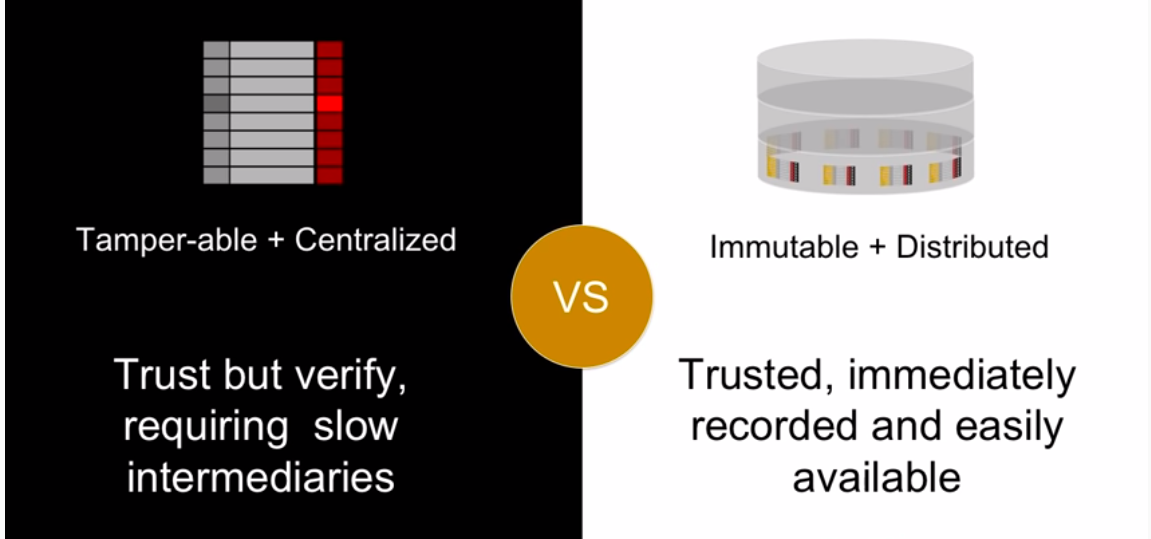 Tamper-able + Centralized
Immutable + Distributed
VS
Trust but verify,
requiring  slow
intermediaries
Trusted, immediately
recorded and easily
available